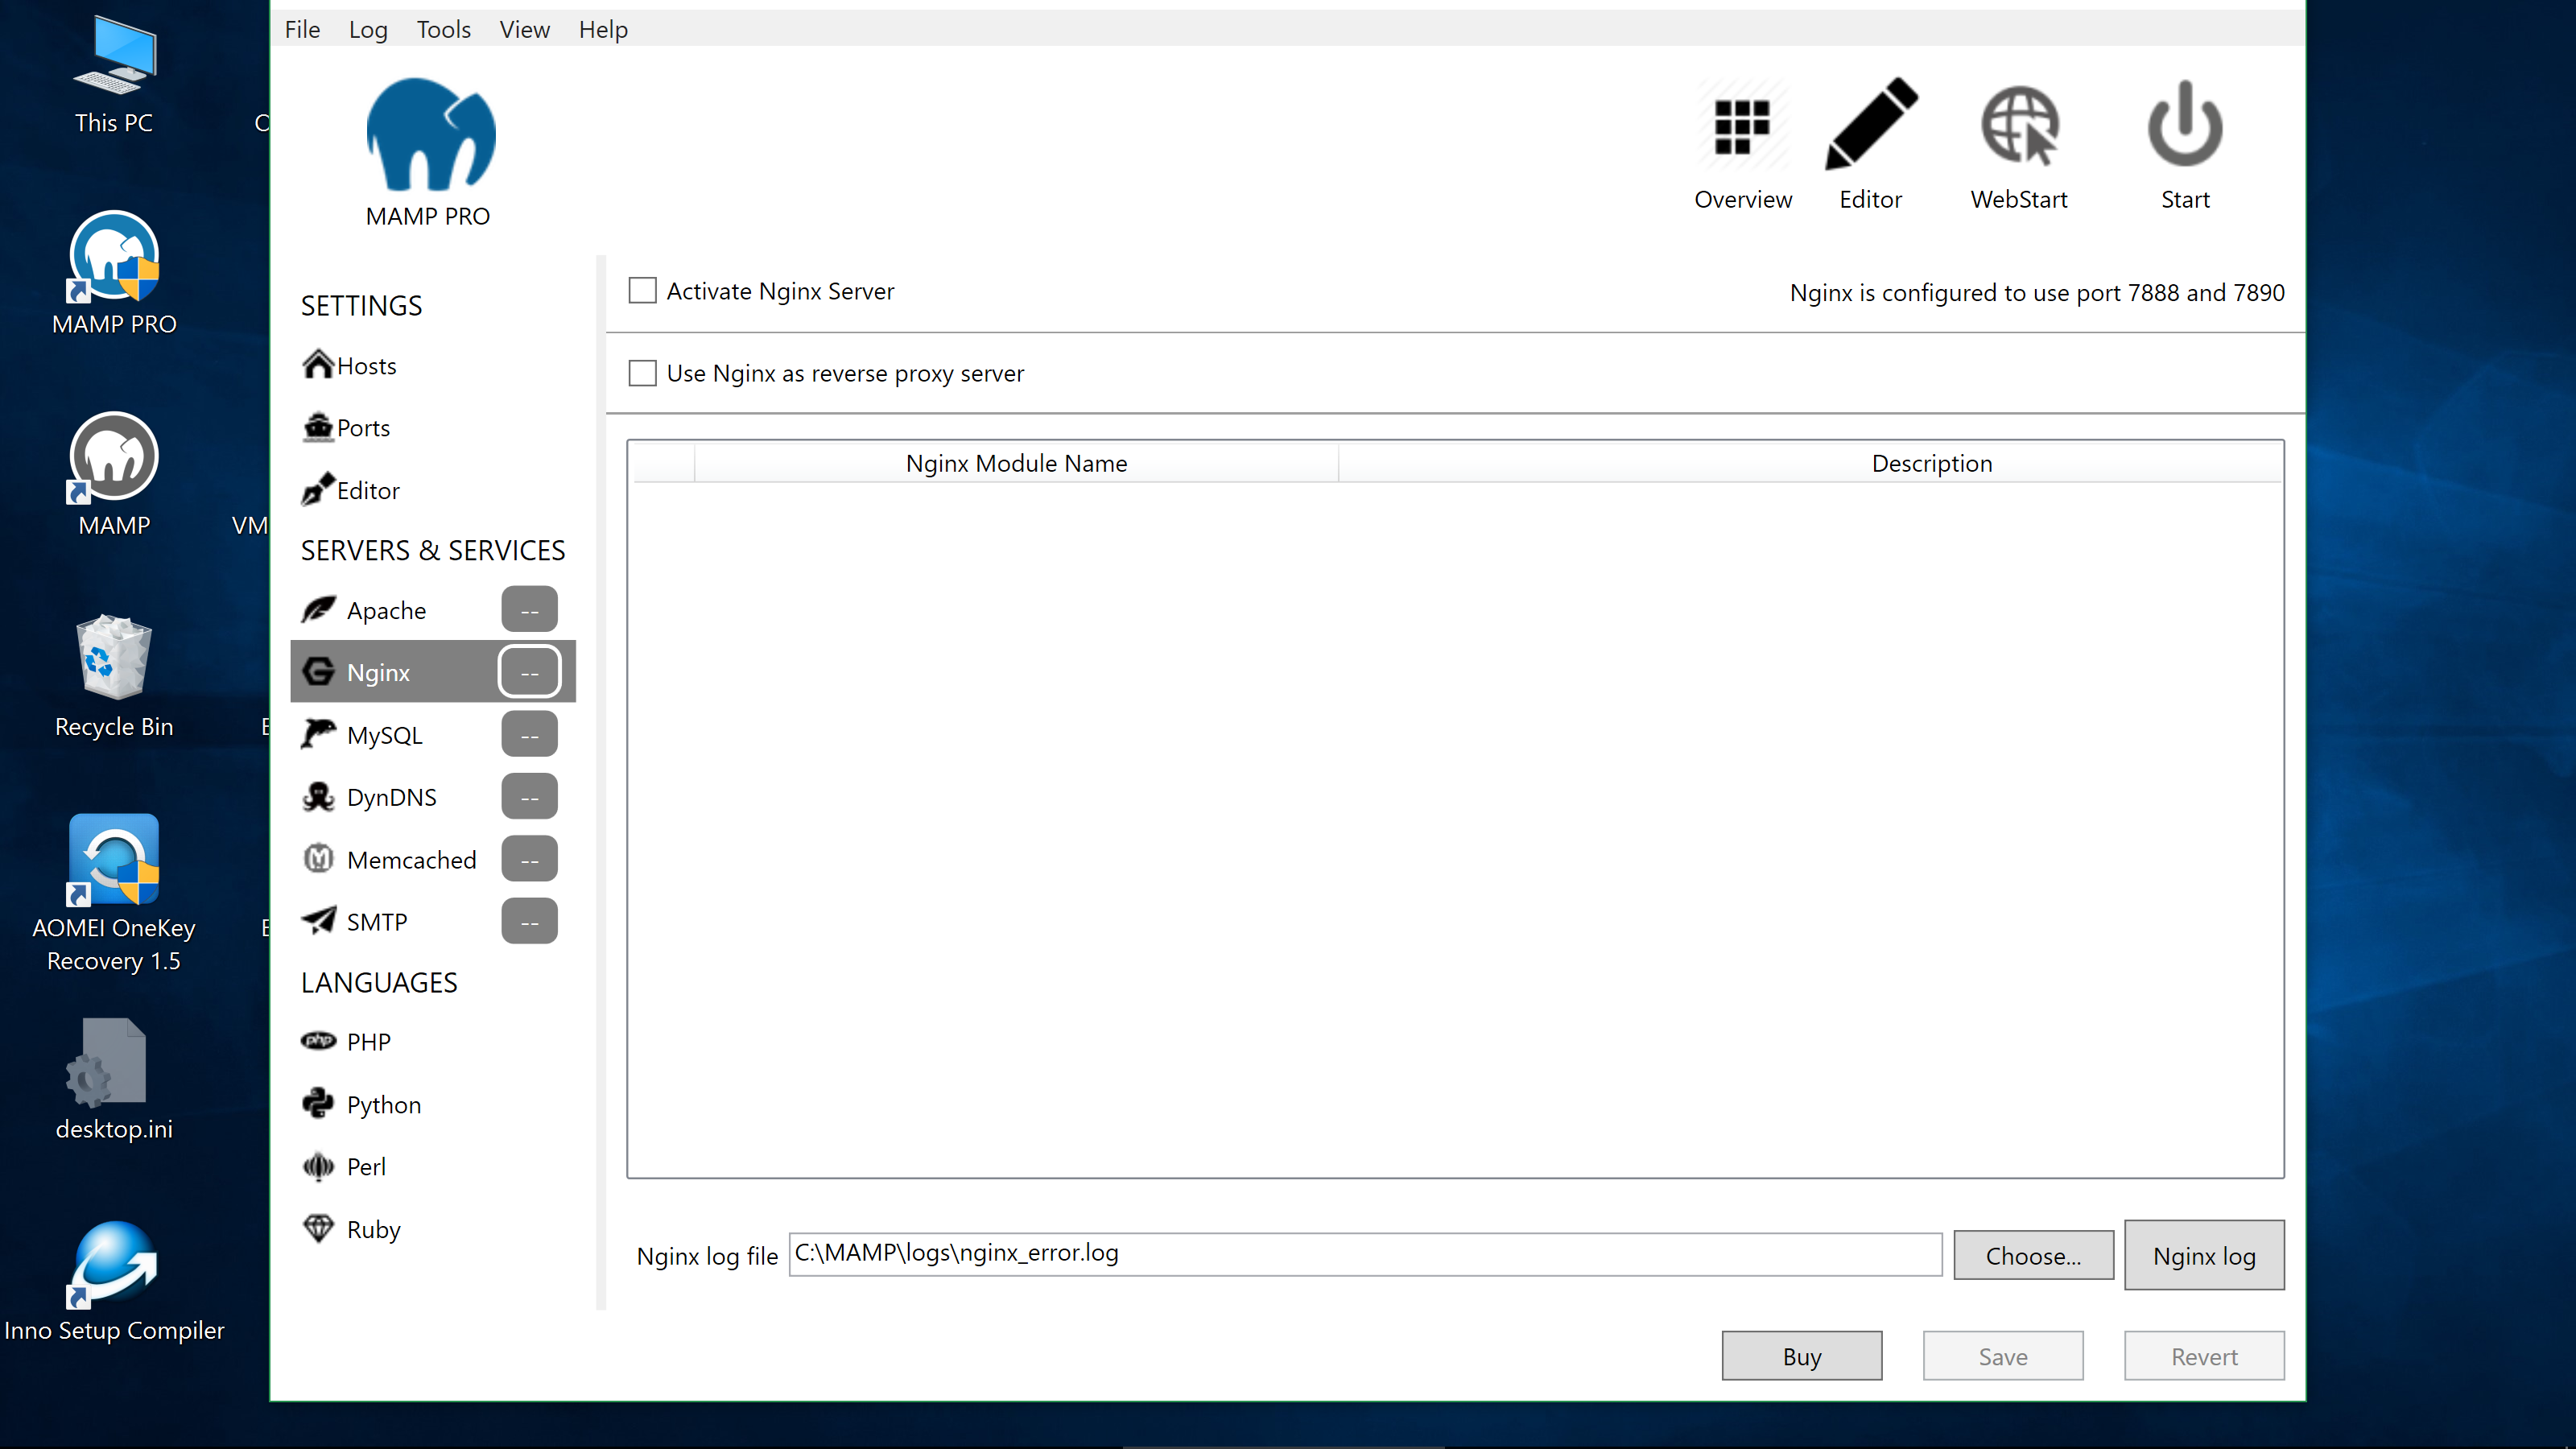 File Log Tools View Help
This PC
MAMP PRO
MAMP
Recycle Bin
AOMEI OneKey
Recovery 1.5
desktop.ini
Inno Setup Compiler
VM
MAMP PRO
Overview
Editor
WebStart
Start
SETTINGS
Hosts
Ports
Editor
SERVERS & SERVICES
Apache --
Nginx --
MySQL --
DynDNS --
Memcached --
SMTP --
LANGUAGES
php PHP
Python
Perl
Ruby
Activate Nginx Server
Nginx is configured to use port 7888 and 7890
Use Nginx as reverse proxy server
Nginx Module Name
Description
Nginx log file C:\MAMP\logs\nginx_error.log
Choose...
Nginx log
Buy
Save
Revert